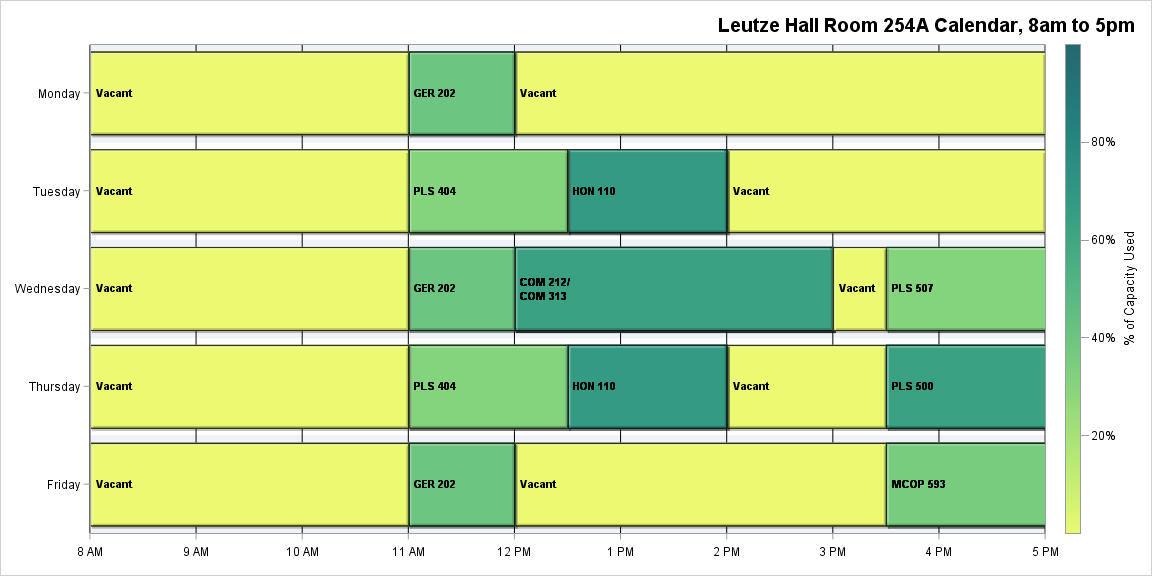 Leutze Hall Room 254A Calendar, 8am to 5pm
Monday
Vacant
GER 202
Vacant
Tuesday
Vacant
PLS 404
HON 110
Vacant
Wednesday
Vacant
GER 202
COM 212/
COM 313
Vacant
PLS 507
Thursday
Vacant
PLS 404
HON 110
Vacant
PLS 500
Friday
Vacant
GER 202
Vacant
MCOP 593
8 AM
9 AM
10 AM
11 AM
12 PM
1 PM
2 PM
3 PM
4 PM
5 PM
80%
60%
40%
20%
% of Capacity Used